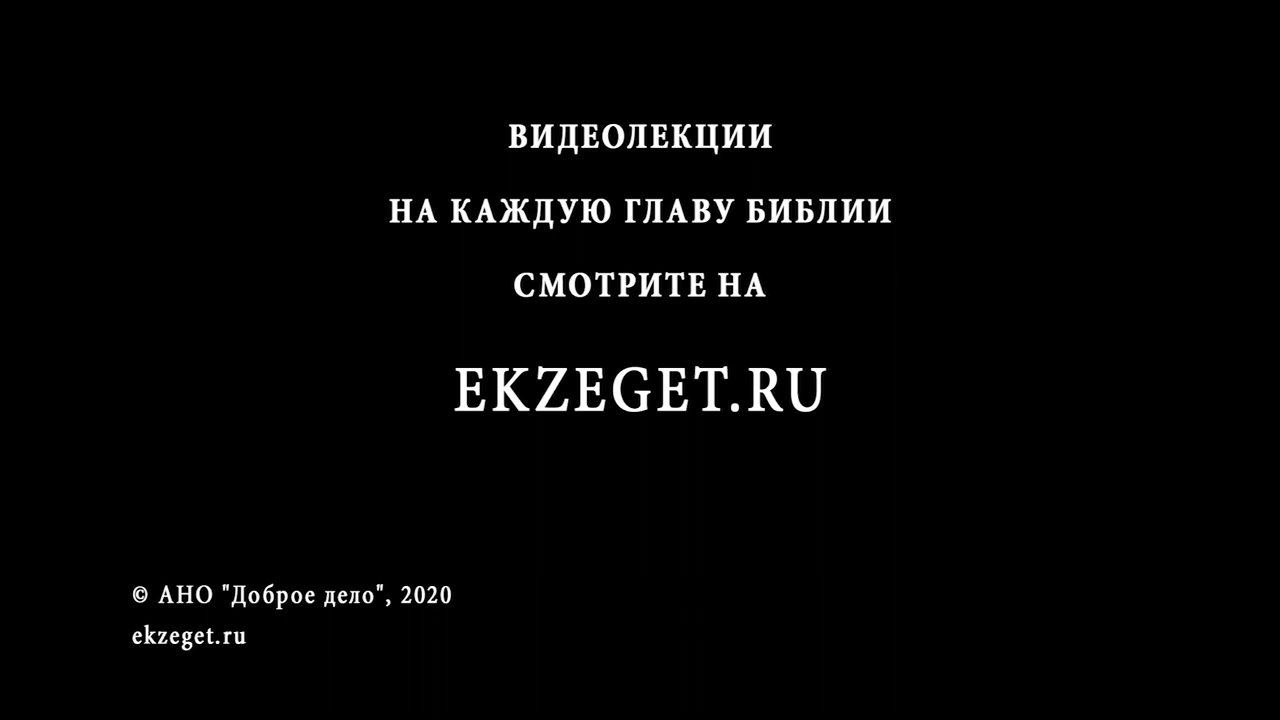 ВИДЕОЛЕКЦИИ
НА КАЖДУЮ ГЛАВУ БИБЛИИ
СМОТРИТЕ НА
EKZEGET.RU
© АНО "Доброе дело", 2020
ekzeget.ru